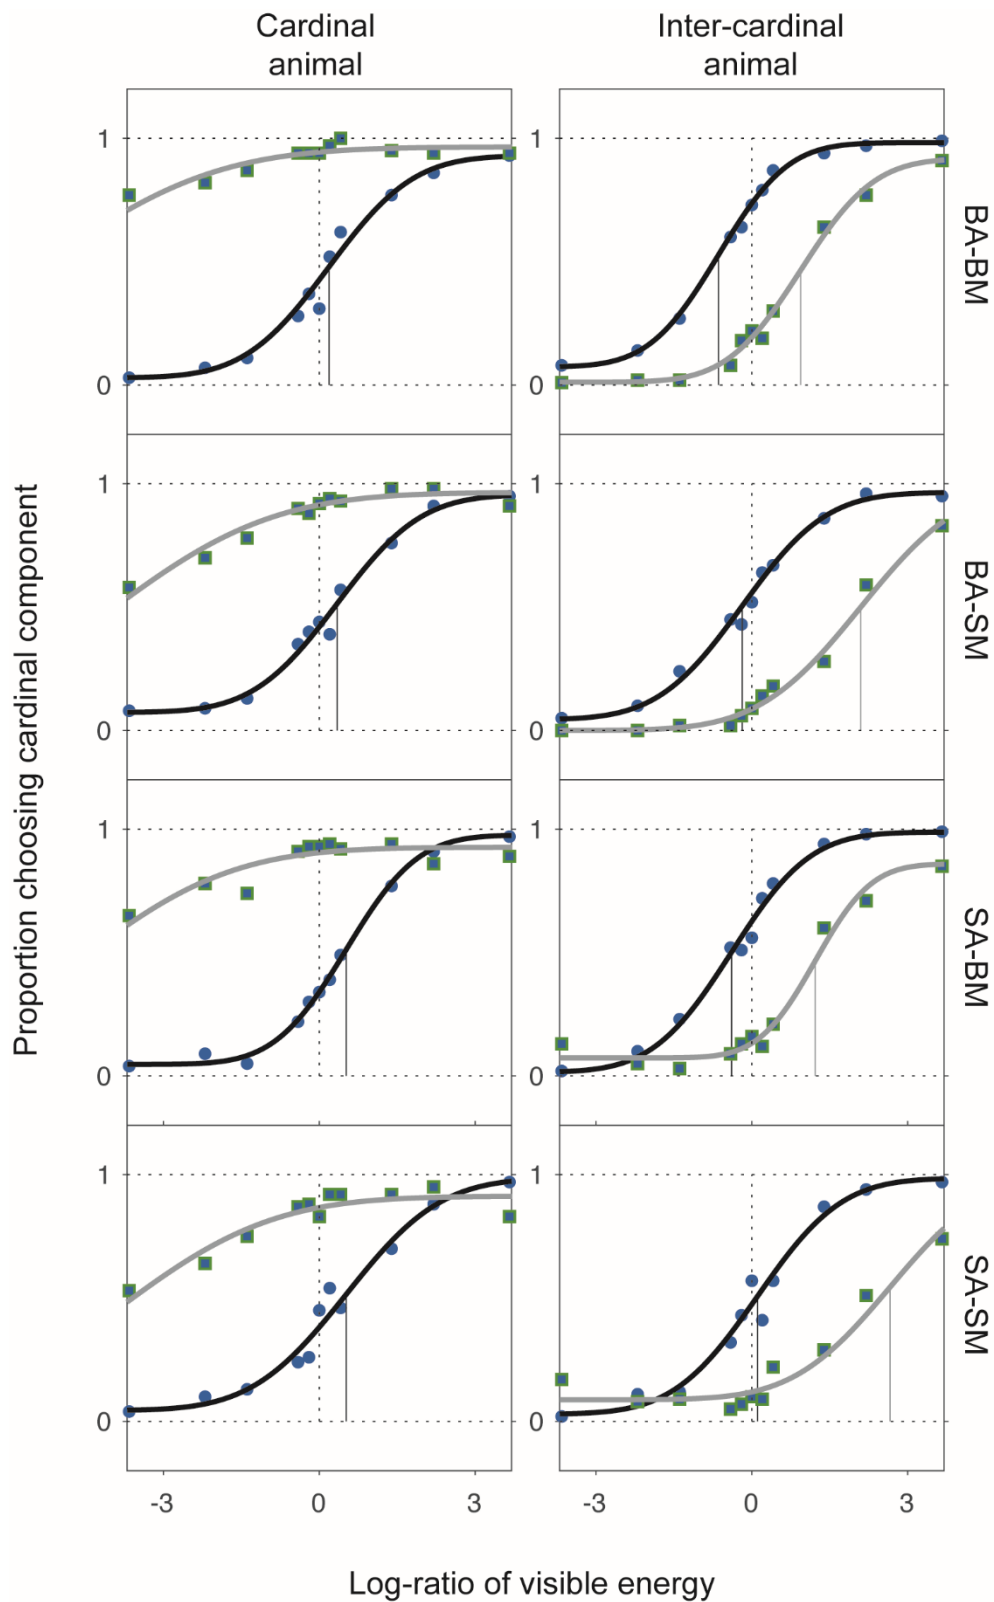 Cardinal
animal
Inter-cardinal
animal
1
0
1
0
BA-BM
1
0
1
0
BA-SM
Proportion choosing cardinal component
1
0
1
0
SA-BM
1
0
1
0
SA-SM
-3 0 3
-3 0 3
Log-ratio of visible energy